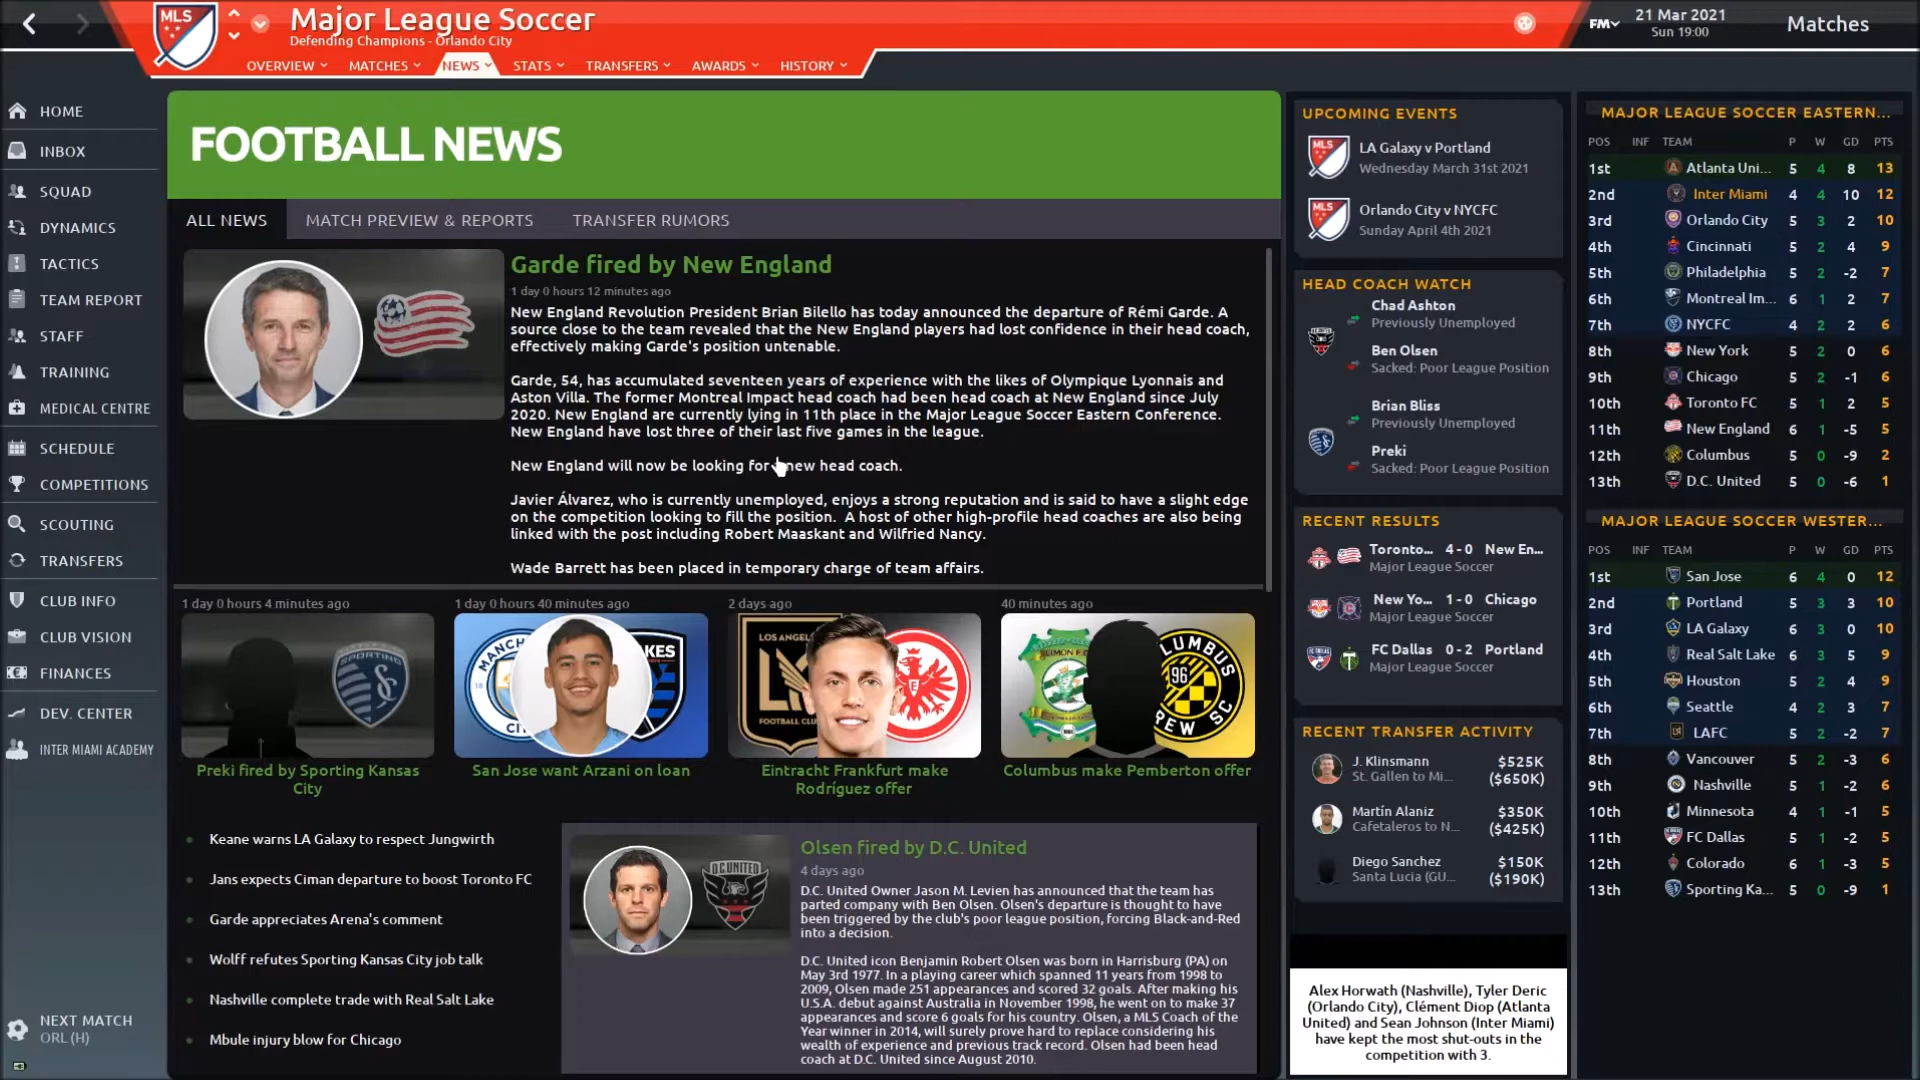 MLS
Major League Soccer
Defending Champions - Orlando City
OVERVIEW
MATCHES
NEWS
STATS
TRANSFERS
AWARDS
HISTORY
FM
21 Mar 2021
Sun 19:00
Matches
HOME
INBOX
SQUAD
DYNAMICS
TACTICS
TEAM REPORT
STAFF
TRAINING
MEDICAL CENTRE
SCHEDULE
COMPETITIONS
SCOUTING
TRANSFERS
CLUB INFO
CLUB VISION
FINANCES
DEV. CENTER
INTER MIAMI ACADEMY
NEXT MATCH
ORL (H)
FOOTBALL NEWS
ALL NEWS
MATCH PREVIEW & REPORTS
TRANSFER RUMORS
Garde fired by New England
1 day 0 hours 12 minutes ago
New England Revolution President Brian Bilello has today announced the departure of Rémi Garde. A
source close to the team revealed that the New England players had lost confidence in their head coach,
effectively making Garde's position untenable.
Garde, 54, has accumulated seventeen years of experience with the likes of Olympique Lyonnais and
Aston Villa. The former Montreal Impact head coach had been head coach at New England since July
2020. New England are currently lying in 11th place in the Major League Soccer Eastern Conference.
New England have lost three of their last five games in the league.
New England will now be looking for new head coach.
Javier Álvarez, who is currently unemployed, enjoys a strong reputation and is said to have a slight edge
on the competition looking to fill the position. A host of other high-profile head coaches are also being
linked with the post including Robert Maaskant and Wilfried Nancy.
Wade Barrett has been placed in temporary charge of team affairs.
1 day 0 hours 4 minutes ago
SPORTING
Preki fired by Sporting Kansas
City
1 day 0 hours 40 minutes ago
San Jose want Arzani on loan
2 days ago
LOS ANGEL
FOOTBALL CLU
Eintracht Frankfurt make
Rodríguez offer
40 minutes ago
96
Columbus make Pemberton offer
Keane warns LA Galaxy to respect Jungwirth
Jans expects Ciman departure to boost Toronto FC
Garde appreciates Arena's comment
Wolff refutes Sporting Kansas City job talk
Nashville complete trade with Real Salt Lake
Mbule injury blow for Chicago
D.C.UNITED
Olsen fired by D.C. United
4 days ago
D.C. United Owner Jason M. Levien has announced that the team has
parted company with Ben Olsen. Olsen's departure is thought to have
been triggered by the club's poor league position, forcing Black-and-Red
into a decision.
D.C. United icon Benjamin Robert Olsen was born in Harrisburg (PA) on
May 3rd 1977. In a playing career which spanned 11 years from 1998 to
2009, Olsen made 251 appearances and scored 32 goals. After making his
U.S.A. debut against Australia in November 1998, he went on to make 37
appearances and score 6 goals for his country. Olsen, a MLS Coach of the
Year winner in 2014, will surely prove hard to replace considering his
wealth of experience and previous track record. Olsen had been head
coach at D.C. United since August 2010.
UPCOMING EVENTS
MLS
LA Galaxy v Portland
Wednesday March 31st 2021
MLS
Orlando City v NYCFC
Sunday April 4th 2021
HEAD COACH WATCH
Chad Ashton
Previously Unemployed
Ben Olsen
Sacked: Poor League Position
Brian Bliss
Previously Unemployed
Preki
Sacked: Poor League Position
RECENT RESULTS
Toronto... 4 - 0 New En...
Major League Soccer
New Yo... 1 - 0 Chicago
Major League Soccer
FC Dallas 0 - 2 Portland
Major League Soccer
RECENT TRANSFER ACTIVITY
J. Klinsmann $525K
St. Gallen to Mi... ($650K)
Martín Alaniz $350K
Cafetaleros to N... ($425K)
Diego Sanchez $150K
Santa Lucia (GU... ($190K)
Alex Horwath (Nashville), Tyler Deric
(Orlando City), Clément Diop (Atlanta
United) and Sean Johnson (Inter Miami)
have kept the most shut-outs in the
competition with 3.
MAJOR LEAGUE SOCCER EASTERN...
POS INF TEAM P W GD PTS
1st Atlanta Uni... 5 4 8 13
2nd Inter Miami 4 4 10 12
3rd Orlando City 5 3 2 10
4th Cincinnati 5 2 4 9
5th Philadelphia 5 2 -2 7
6th Montreal Im... 6 1 2 7
7th NYCFC 4 2 2 6
8th New York 5 2 0 6
9th Chicago 5 2 -1 6
10th Toronto FC 5 1 2 5
11th New England 6 1 -5 5
12th Columbus 5 0 -9 2
13th D.C. United 5 0 -6 1
MAJOR LEAGUE SOCCER WESTER...
POS INF TEAM P W GD PTS
1st San Jose 6 4 0 12
2nd Portland 5 3 3 10
3rd LA Galaxy 6 3 0 10
4th Real Salt Lake 6 3 5 9
5th Houston 5 2 4 9
6th Seattle 4 2 3 7
7th LAFC 5 2 -2 7
8th Vancouver 5 2 -3 6
9th Nashville 5 1 -2 6
10th Minnesota 4 1 -1 5
11th FC Dallas 5 1 -2 5
12th Colorado 6 1 -3 5
13th Sporting Ka... 5 0 -9 1